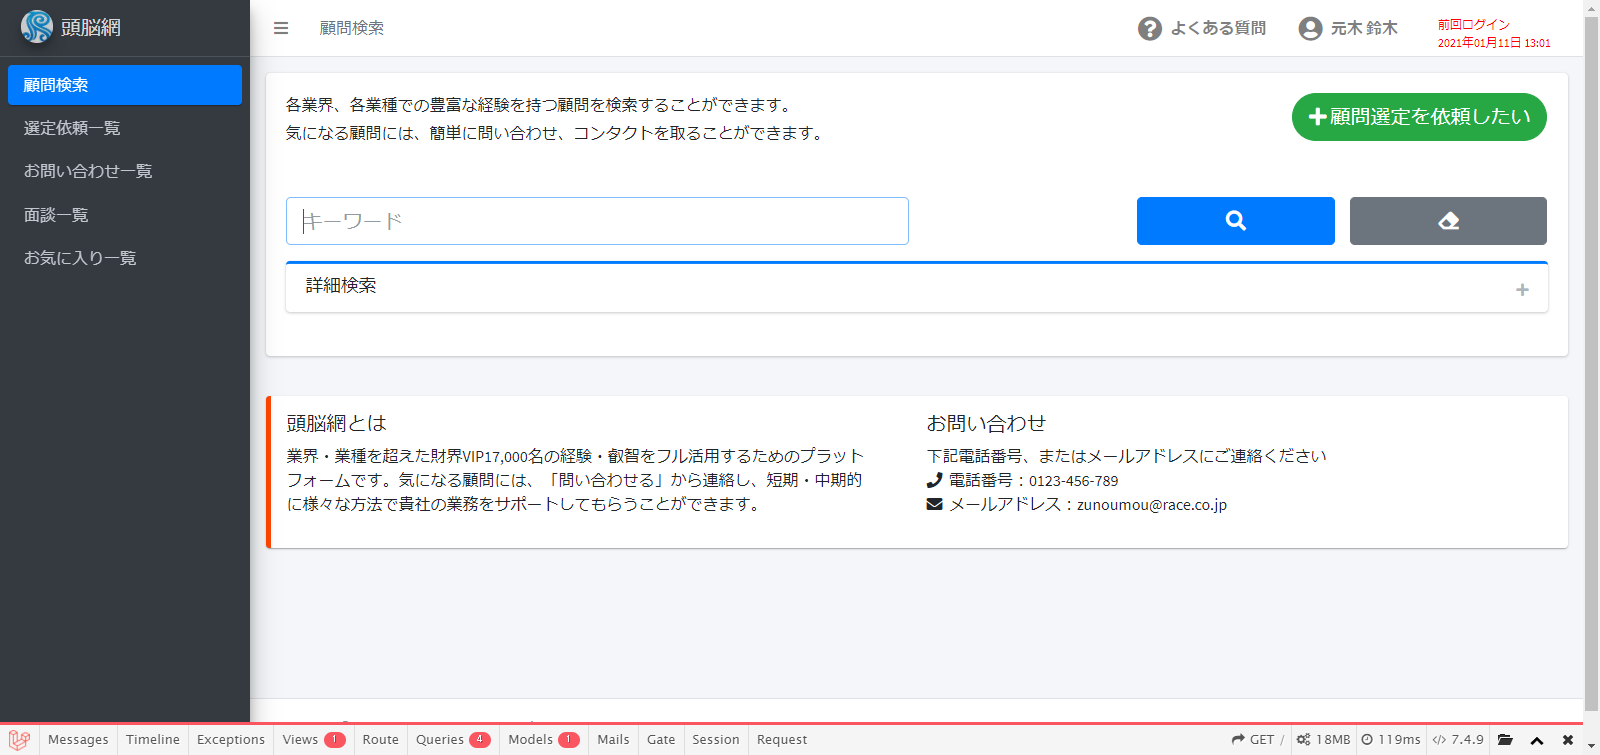 頭脳網
顧問検索
よくある質問
元木 鈴木
前回ログイン
2021年01月11日 13:01
顧問検索
選定依頼一覧
お問い合わせ一覧
面談一覧
お気に入り一覧
各業界、各業種での豊富な経験を持つ顧問を検索することができます。
気になる顧問には、簡単に問い合わせ、コンタクトを取ることができます。
顧問選定を依頼したい
キーワード
詳細検索
頭脳網とは
業界・業種を超えた財界VIP17,000名の経験・叡智をフル活用するためのプラット
フォームです。気になる顧問には、「問い合わせる」から連絡し、短期・中期的
に様々な方法で貴社の業務をサポートしてもらうことができます。
お問い合わせ
下記電話番号、またはメールアドレスにご連絡ください
電話番号：0123-456-789
メールアドレス：zunoumou@race.co.jp
Messages Timeline Exceptions Views 1 Route Queries 4 Models 1 Mails Gate Session Request GET / 18MB 119ms 7.4.9